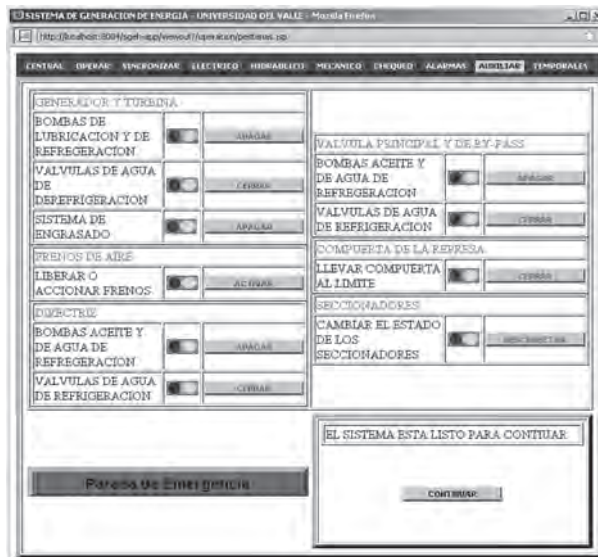 SISTEMA DE GENERACION DE ENERGIA - UNIVERSIDAD DEL VALLE - Mozilla Firefox
CENTRAL OPERAR SINCRONIZAR ELECTRICO HIDRAULICO MECANICO CHEQUEO ALARMAS AUXILIAR TEMPORALES
GENERADOR Y TURBINA
BOMBAS DE
LUBRICACION Y DE
REFREGERACION
APAGAR
VALVULAS DE AGUA
DE
DEREFRIGERACION
CERRAR
SISTEMA DE
ENGRASADO
APAGAR
FRENOS DE AIRE
LIBERAR O
ACCIONAR FRENOS
ACTIVAR
DIRECTRIZ
BOMBAS ACEITE Y
DE AGUA DE
REFREGERACION
APAGAR
VALVULAS DE AGUA
DE REFRIGERACION
CERRAR
VALVULA PRINCIPAL Y DE BY-PASS
BOMBAS ACEITE Y
DE AGUA DE
REFRIGERACION
APAGAR
VALVULAS DE AGUA
DE REFRIGERACION
CERRAR
COMPUERTA DE LA REPRESA
LLEVAR COMPUERTA
AL LIMITE
CERRAR
SECCIONADORES
CAMBIAR EL ESTADO
DE LOS
SECCIONADORES
Parada de Emergencia
EL SISTEMA ESTA LISTO PARA CONTIUAR
CONTINUAR